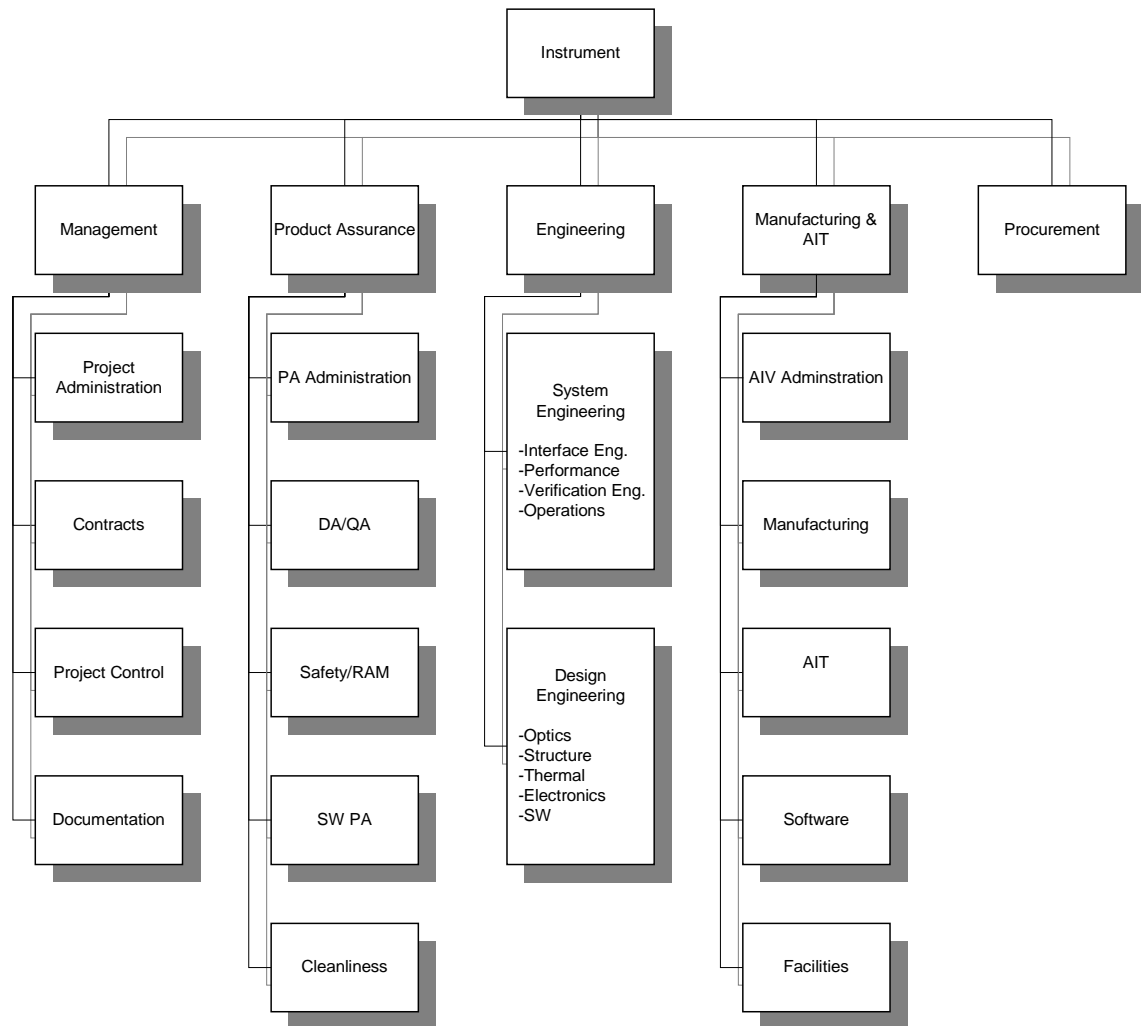 Instrument
Management
Product Assurance
Engineering
Manufacturing &
AIT
Procurement
Project
Administration
PA Administration
System
Engineering
-Interface Eng.
-Performance
-Verification Eng.
-Operations
AIV Adminstration
Contracts
DA/QA
Manufacturing
Project Control
Safety/RAM
Design
Engineering
-Optics
-Structure
-Thermal
-Electronics
-SW
AIT
Documentation
SW PA
Software
Cleanliness
Facilities